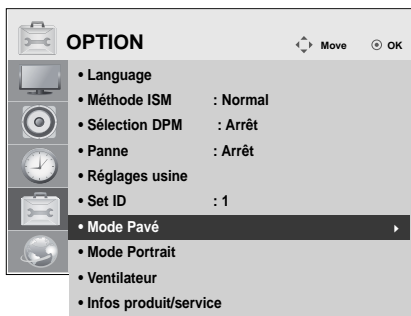 OPTION Move OK
• Language
• Méthode ISM : Normal
• Sélection DPM : Arrêt
• Panne : Arrêt
• Réglages usine
• Set ID : 1
• Mode Pavé
• Mode Portrait
• Ventilateur
• Infos produit/service